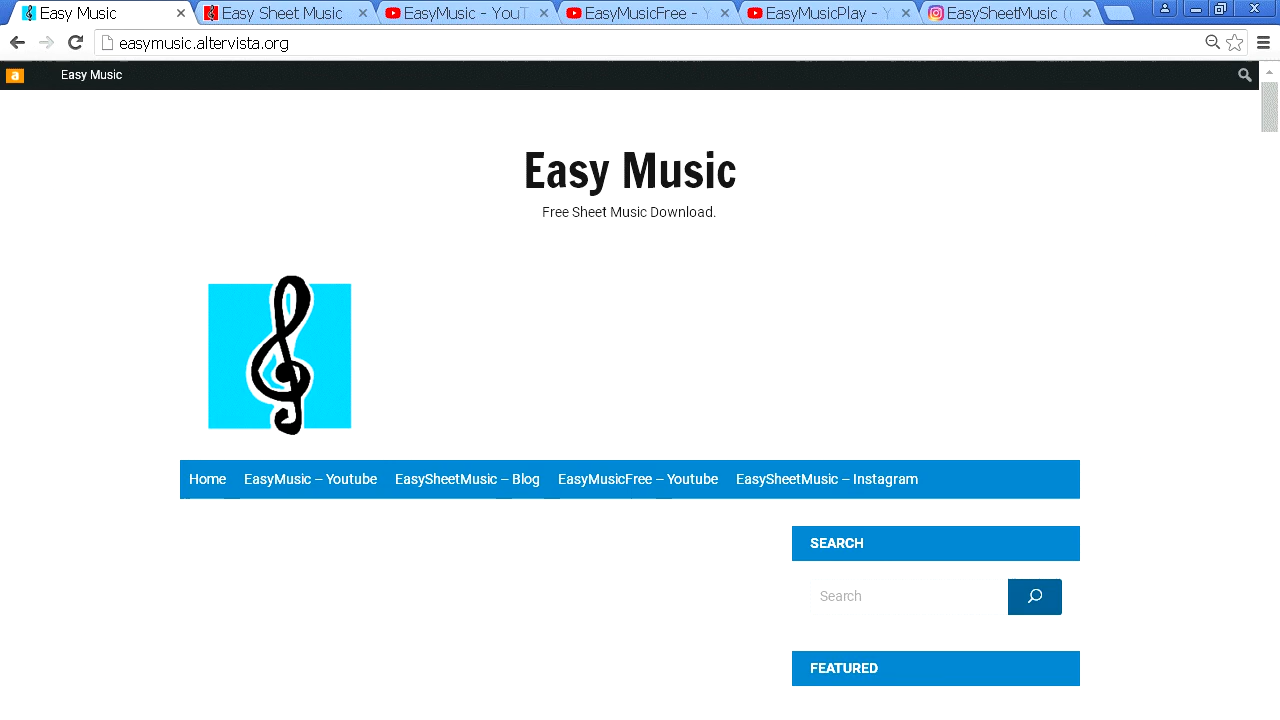 Easy Music
Easy Sheet Music
EasyMusic - YouT
EasyMusicFree - Y
EasyMusicPlay - Y
EasySheetMusic (
easymusic.altervista.org
a Easy Music
Easy Music
Free Sheet Music Download.
Home EasyMusic – Youtube EasySheetMusic – Blog EasyMusicFree – Youtube EasySheetMusic – Instagram
SEARCH
Search
FEATURED